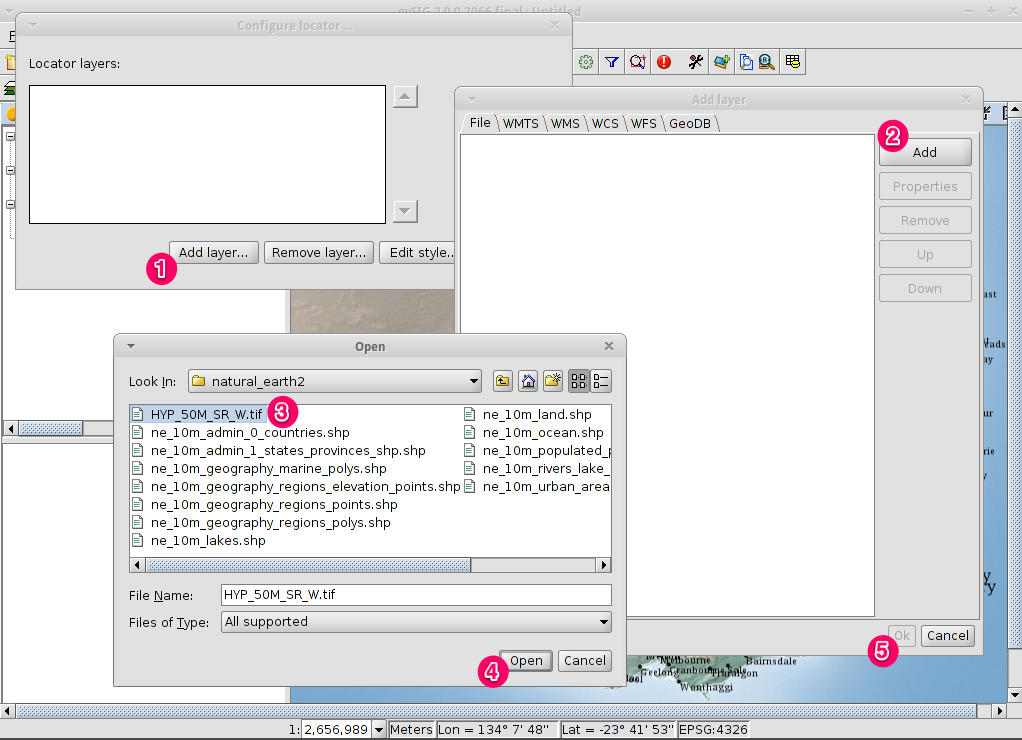 gvSIG 2.0.0.2066 final : Untitled
Configure locator ...
Locator layers:
Add layer...
Remove layer...
Edit style..
1
Add layer
File
WMTS
WMS
WCS
WFS
GeoDB
2
Add
Properties
Remove
Up
Down
Ok
Cancel
5
Open
Look In:
natural_earth2
HYP_50M_SR_W.tif
3
ne_10m_admin_0_countries.shp
ne_10m_admin_1_states_provinces_shp.shp
ne_10m_geography_marine_polys.shp
ne_10m_geography_regions_elevation_points.shp
ne_10m_geography_regions_points.shp
ne_10m_geography_regions_polys.shp
ne_10m_lakes.shp
ne_10m_land.shp
ne_10m_ocean.shp
ne_10m_populated_p
ne_10m_rivers_lake_
ne_10m_urban_area
File Name:
HYP_50M_SR_W.tif
Files of Type:
All supported
4
Open
Cancel
Melbourne
Bairnsdale
Wonthaggi
1:
2,656,989
Meters
Lon = 134° 7' 48''
Lat = -23° 41' 53''
EPSG:4326